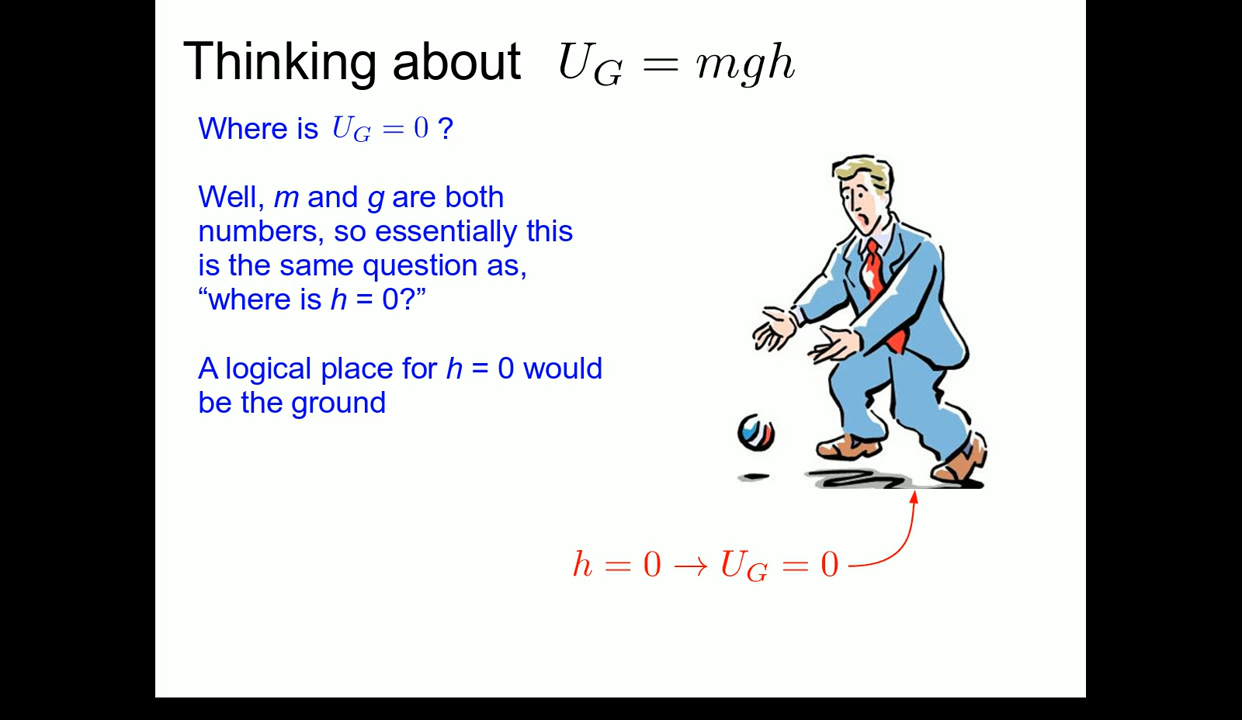 Thinking about U_G = mgh
Where is U_G = 0 ?
Well, m and g are both
numbers, so essentially this
is the same question as,
“where is h = 0?”
A logical place for h = 0 would
be the ground
h = 0 → U_G = 0